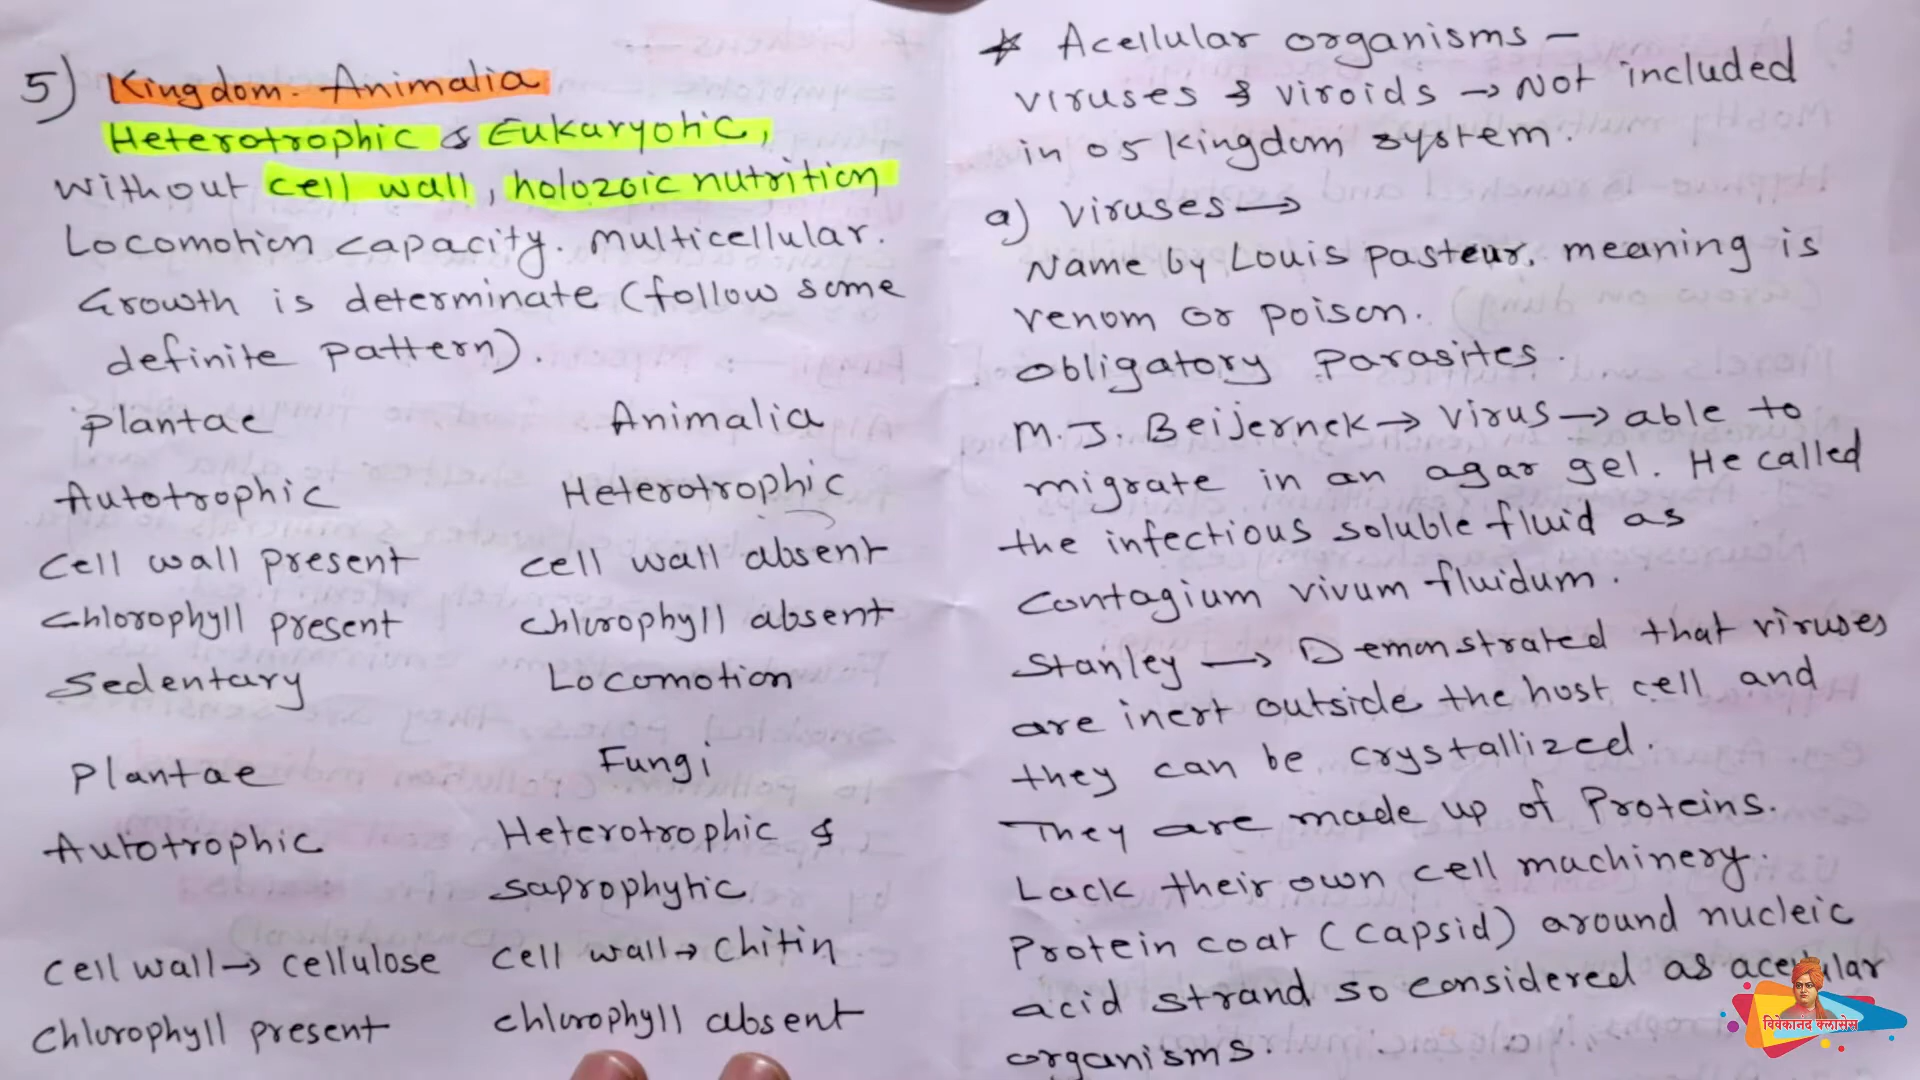 5) Kingdom - Animalia
Heterotrophic & Eukaryotic,
without cell wall, holozoic nutrition
Locomotion capacity. multicellular.
Growth is determinate (follow some
definite pattern).
Plantae Animalia
Autotrophic Heterotrophic
Cell wall present cell wall absent
Chlorophyll present Chlorophyll absent
Sedentary Locomotion
Plantae Fungi
Autotrophic Heterotrophic &
saprophytic
Cell wall → cellulose Cell wall → chitin
Chlorophyll present chlorophyll absent
* Acellular organisms –
Viruses & viroids → Not included
in 05 kingdom system.
a) Viruses →
Name by Louis Pasteur. meaning is
venom or poison.
Obligatory Parasites.
M.J. Beijernek → Virus → able to
migrate in an agar gel. He called
the infectious soluble fluid as
Contagium vivum fluidum.
Stanley → Demonstrated that viruses
are inert outside the host cell and
they can be crystallized.
They are made up of Proteins.
Lack their own cell machinery.
Protein coat (capsid) around nucleic
acid strand so considered as acellular
organisms.
विवेकानंद क्लासेस